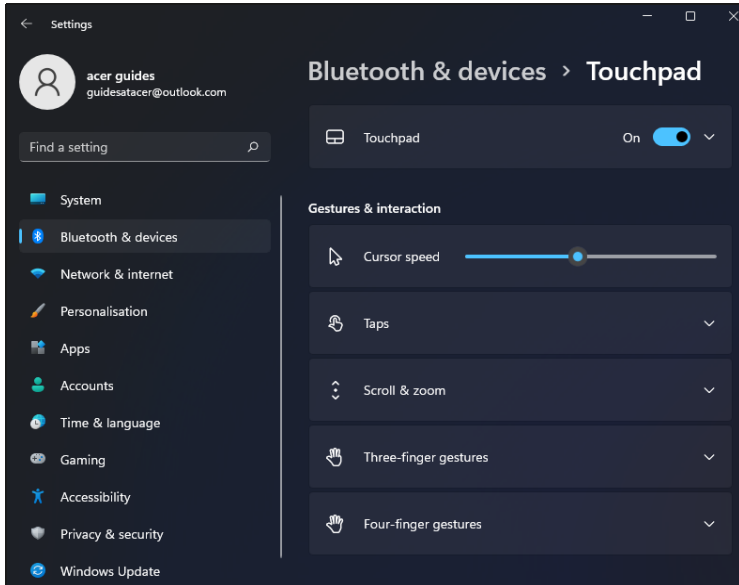 Settings
acer guides
guidesatacer@outlook.com
Find a setting
System
Bluetooth & devices
Network & internet
Personalisation
Apps
Accounts
Time & language
Gaming
Accessibility
Privacy & security
Windows Update
Bluetooth & devices > Touchpad
Touchpad On
Gestures & interaction
Cursor speed
Taps
Scroll & zoom
Three-finger gestures
Four-finger gestures